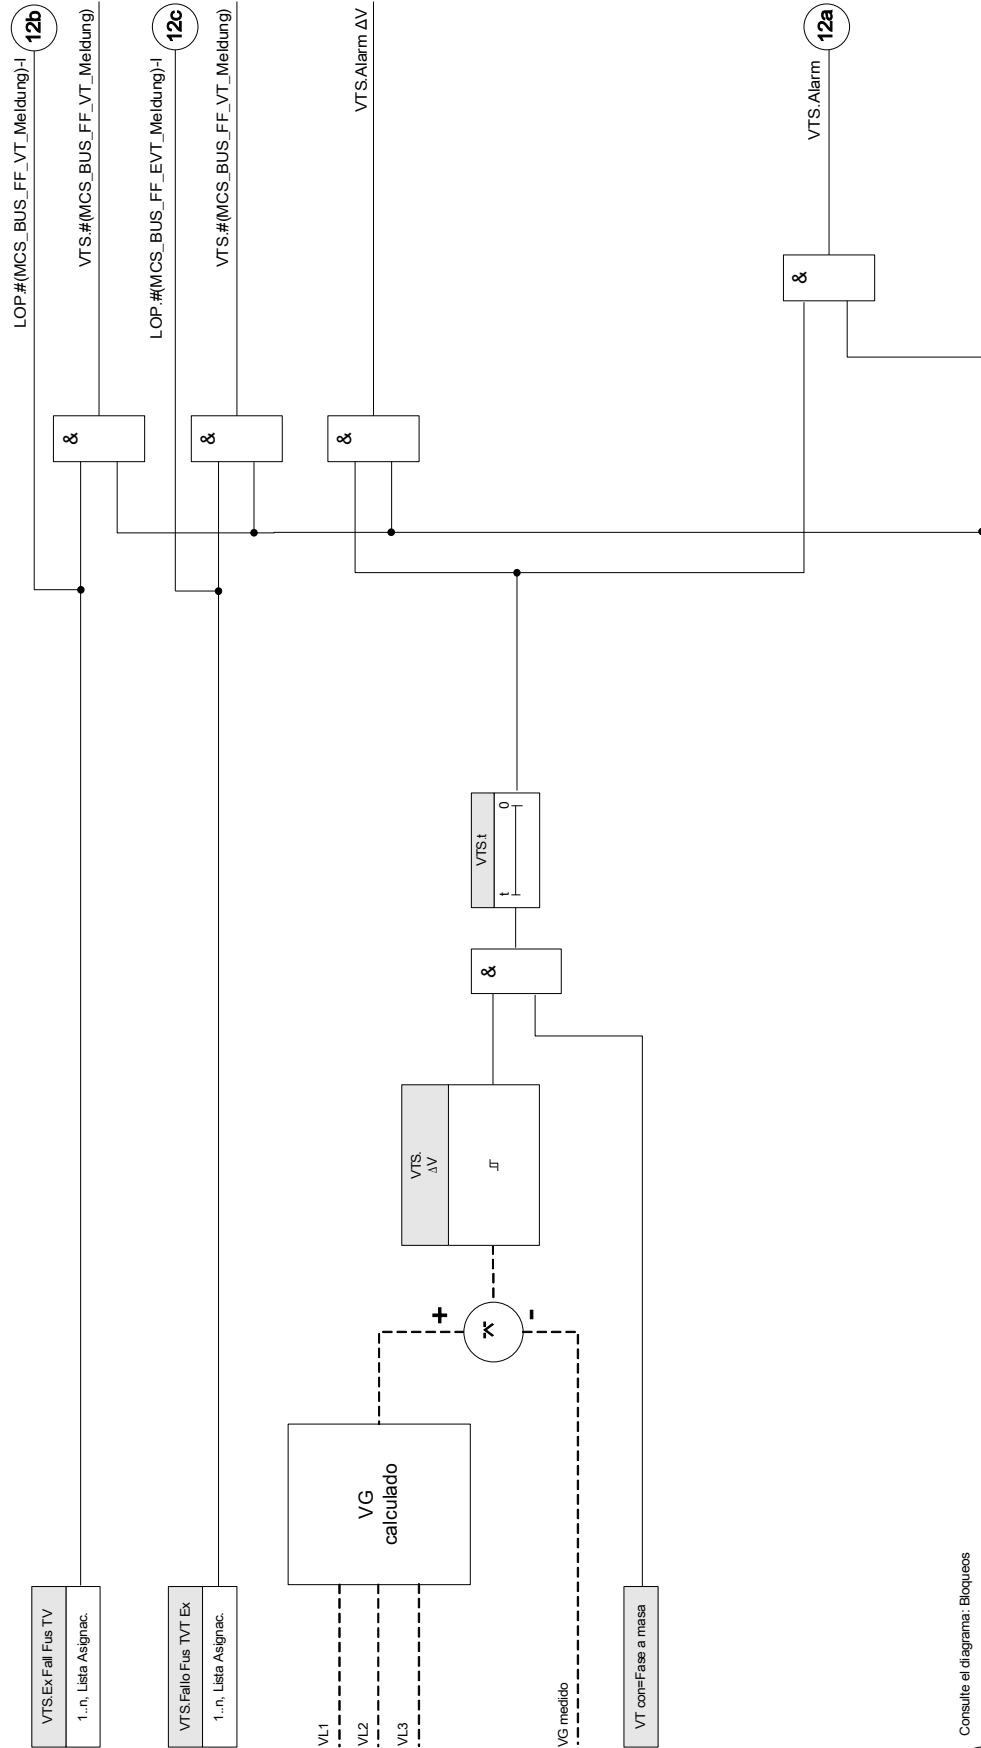 VTS.Ex Fall Fus TV
1..n, Lista Asignac.
LOP.#(MCS_BUS_FF_VT_Meldung)-I
12b
&
VTS.#(MCS_BUS_FF_VT_Meldung)
VTS.Fallo Fus TVT Ex
1..n, Lista Asignac.
LOP.#(MCS_BUS_FF_EVT_Meldung)-I
12c
&
VTS.#(MCS_BUS_FF_VT_Meldung)
VL1
VL2
VL3
VG
calculado
+
-
VG medido
VTS.
ΔV
&
VTS.t
t 0
&
VTS.Alarm ΔV
VT con=Fase a masa
&
VTS.Alarm
12a
Consulte el diagrama: Bloqueos